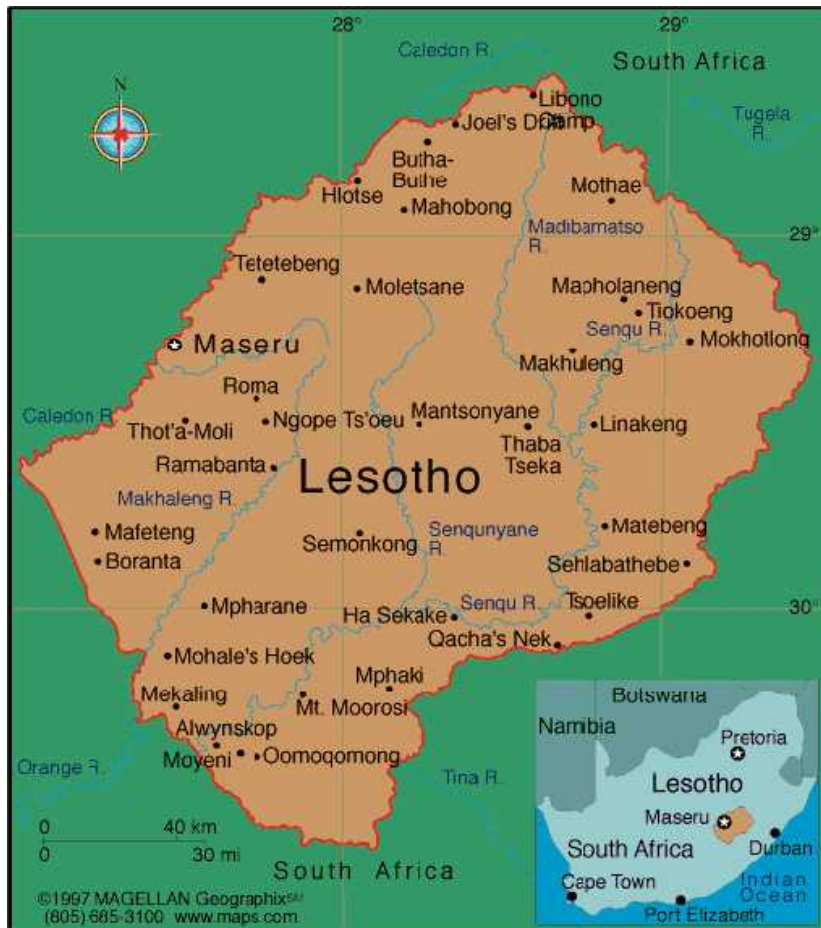 28°
29°
Caledon R.
South Africa
N
Libono
Camp
Joel's Drift
Tugela
R.
Butha-
Buthe
Hlotse
Mothae
Mahobong
Madibamatso
R.
29°
Tetetebeng
Moletsane
Mapholaneng
Tlokoeng
Senqu R.
Mokhotlong
Maseru
Makhuleng
Roma
Caledon R
Thot'a-Moli
Ngope Ts'oeu
Mantsonyane
Linakeng
Thaba
Tseka
Ramabanta
Lesotho
Makhaleng R.
Mafeteng
Semonkong
Senqunyane
R.
Matebeng
Boranta
Sehlabathebe
Mpharane
Ha Sekake
Senqu R.
Tsoelike
30°
Qacha's Nek
Mohale's Hoek
Mphaki
Mekaling
Mt. Moorosi
Alwynskop
Moyeni
Oomoqomong
Orange R.
Tina R.
0 40 km
0 30 mi
South Africa
©1997 MAGELLAN Geographix SM
(805) 685-3100 www.maps.com
Botswana
Namibia
Pretoria
Lesotho
Maseru
South Africa
Durban
Cape Town
Indian
Ocean
Port Elizabeth